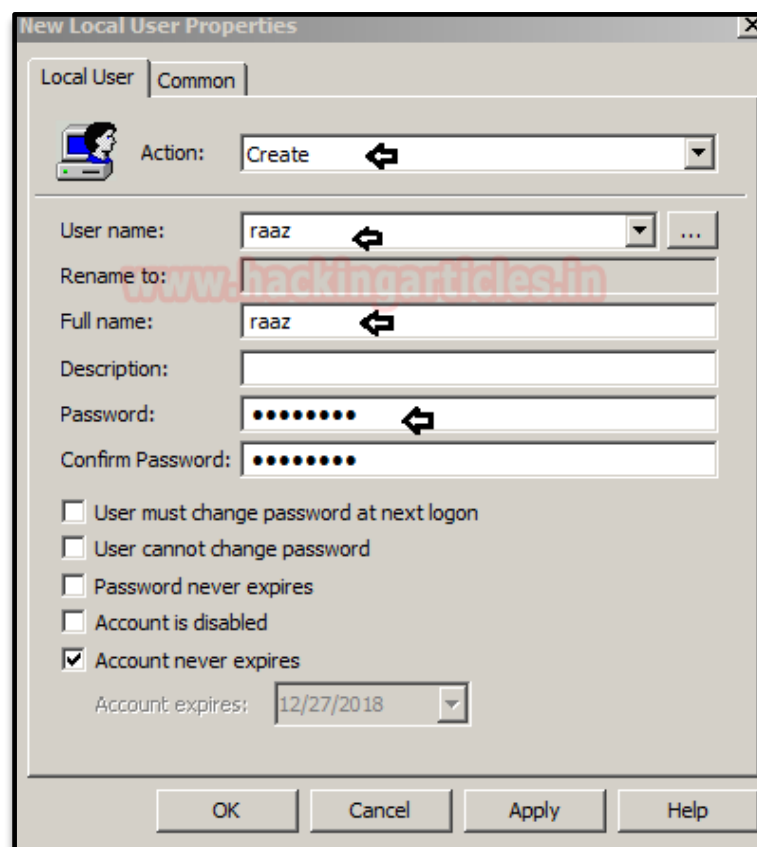 New Local User Properties
Local User Common
Action: Create
User name: raaz ...
Rename to:
www.hackingarticles.in
Full name: raaz
Description:
Password: ••••••••
Confirm Password: ••••••••
User must change password at next logon
User cannot change password
Password never expires
Account is disabled
Account never expires
Account expires: 12/27/2018
OK Cancel Apply Help